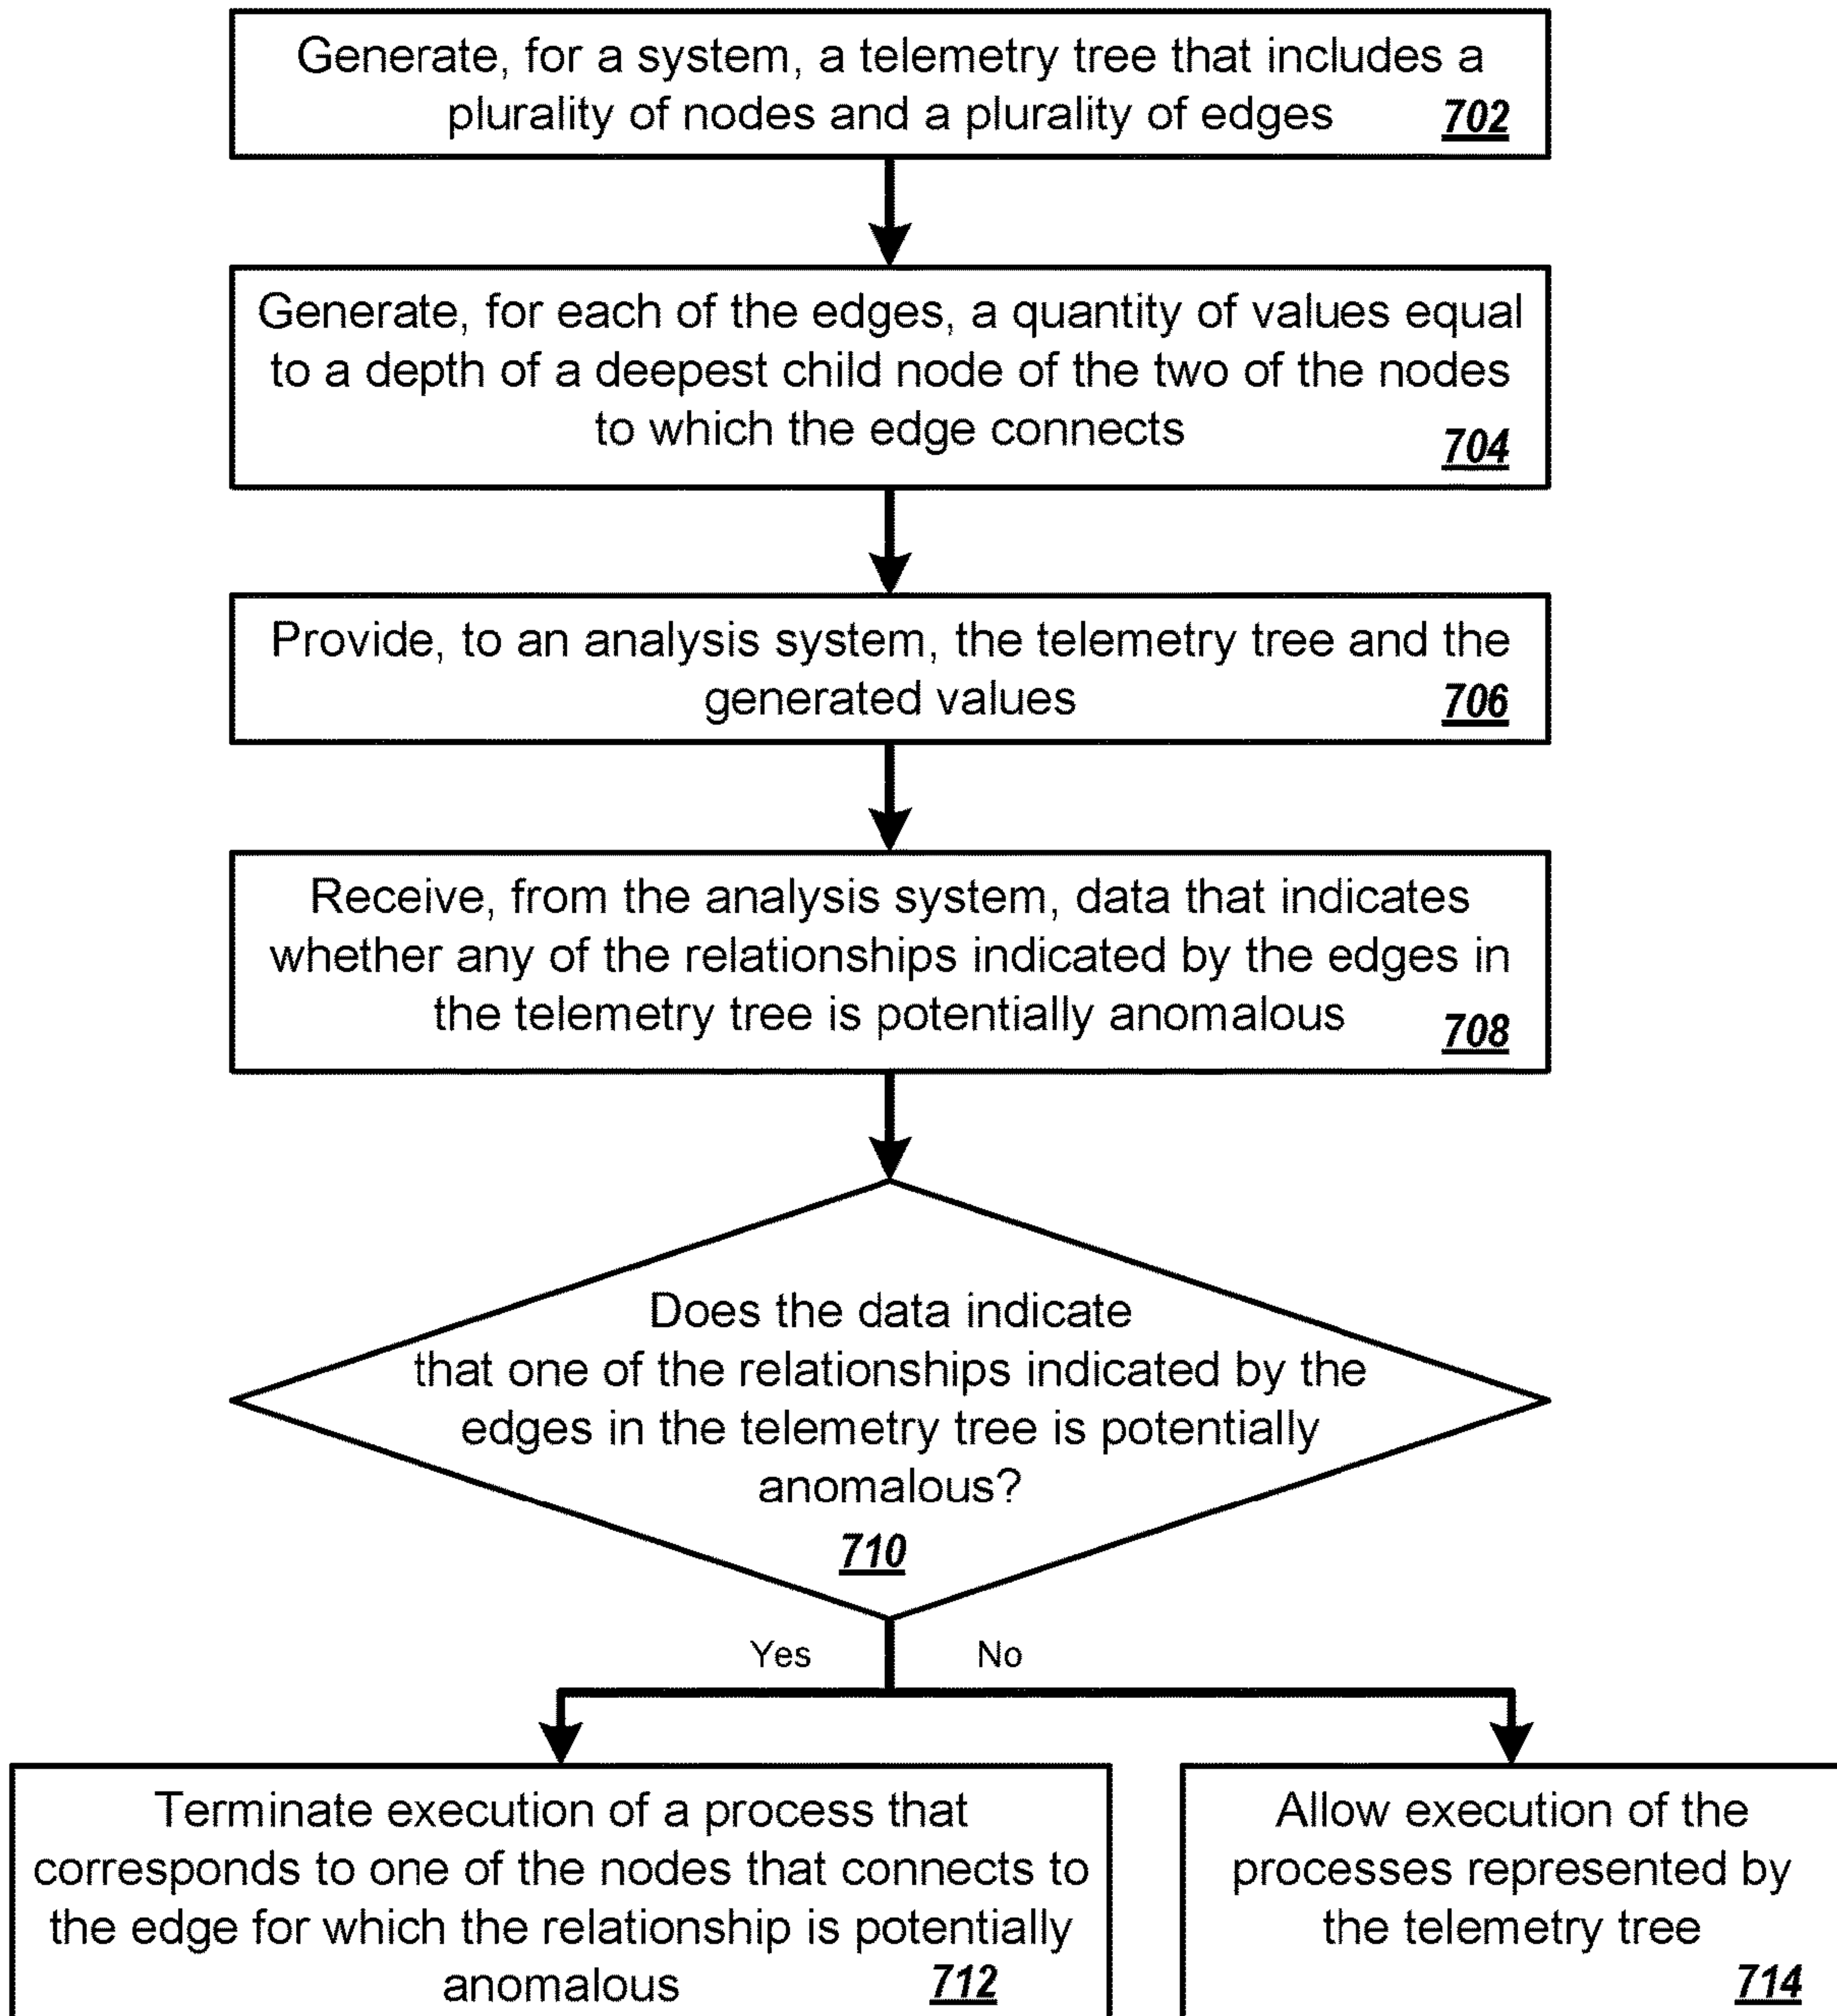 Generate, for a system, a telemetry tree that includes a
plurality of nodes and a plurality of edges 702
Generate, for each of the edges, a quantity of values equal
to a depth of a deepest child node of the two of the nodes
to which the edge connects 704
Provide, to an analysis system, the telemetry tree and the
generated values 706
Receive, from the analysis system, data that indicates
whether any of the relationships indicated by the edges in
the telemetry tree is potentially anomalous 708
Does the data indicate
that one of the relationships indicated by the
edges in the telemetry tree is potentially
anomalous?
710
Yes No
Terminate execution of a process that
corresponds to one of the nodes that connects to
the edge for which the relationship is potentially
anomalous 712
Allow execution of the
processes represented by
the telemetry tree
714